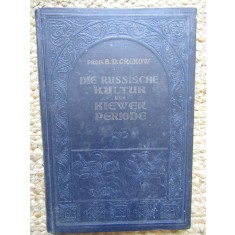 PROF. B. D. GREKOW
DIE RUSSISCHE
KULTUR DER
KIEWER
PERIODE